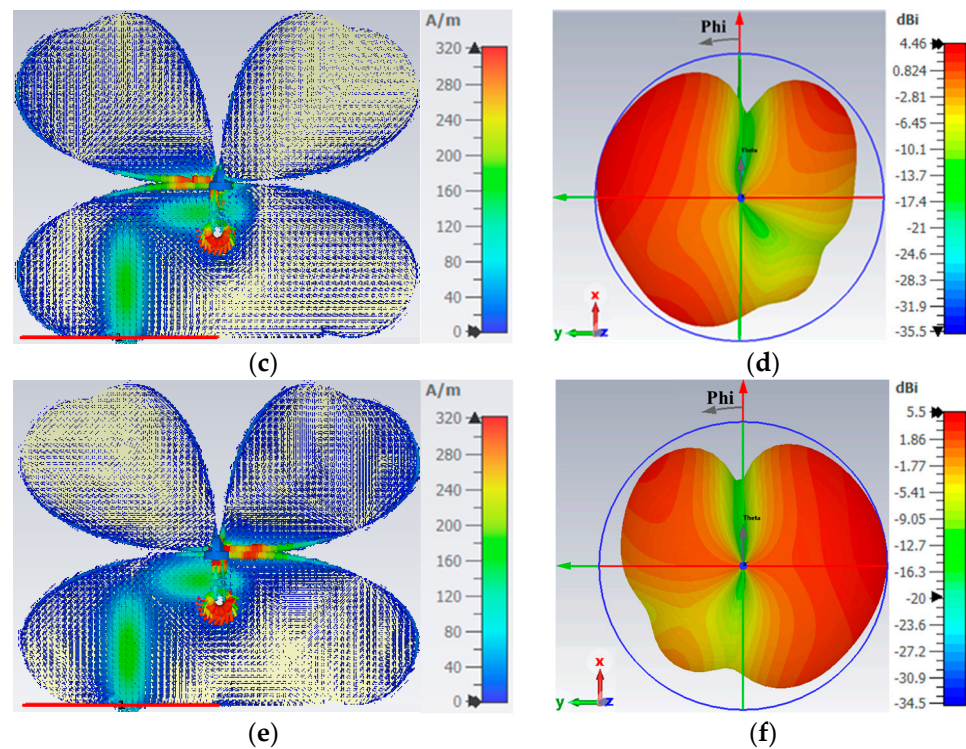 A/m
320
280
240
200
160
120
80
40
0
(c)
Phi
Theta
x
y
z
dBi
4.46
0.824
-2.81
-6.45
-10.1
-13.7
-17.4
-21
-24.6
-28.3
-31.9
-35.5
(d)
A/m
320
280
240
200
160
120
80
40
0
(e)
Phi
Theta
x
y
z
dBi
5.5
1.86
-1.77
-5.41
-9.05
-12.7
-16.3
-20
-23.6
-27.2
-30.9
-34.5
(f)